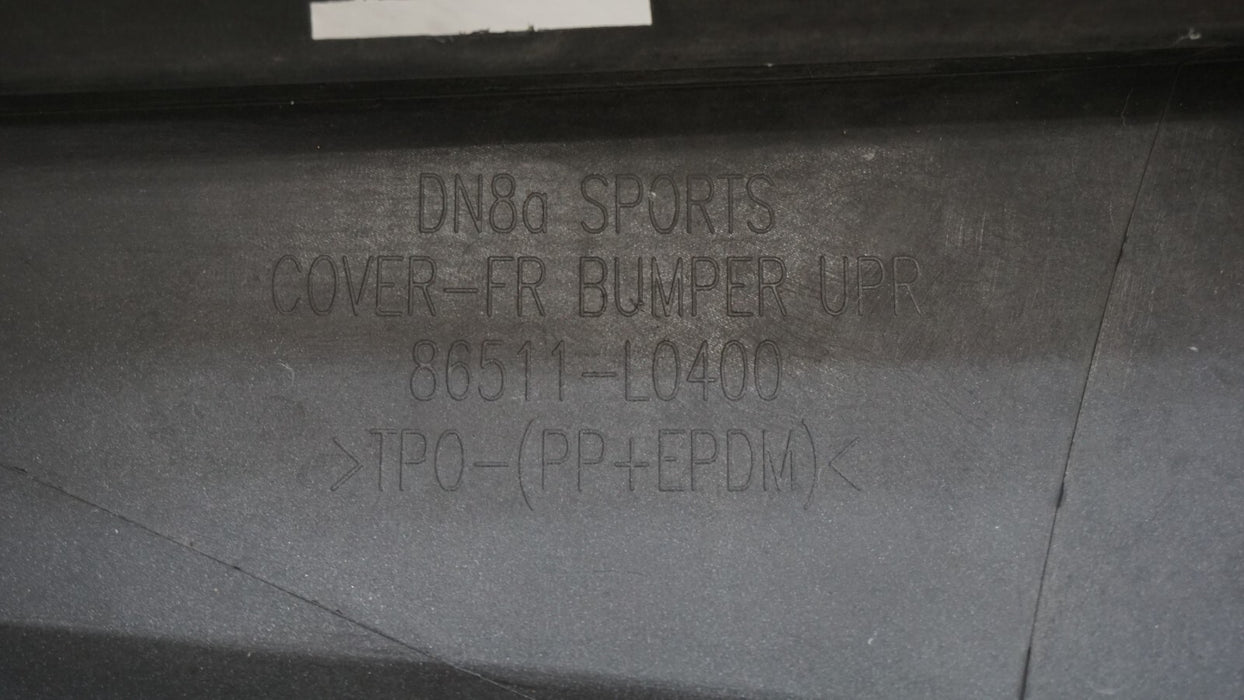 DN8a SPORTS
COVER-FR BUMPER UPR
86511-L0400
>TPO-(PP+EPDM)<